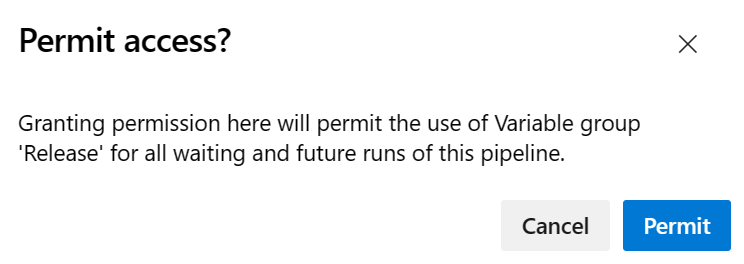 Permit access?
Granting permission here will permit the use of Variable group
'Release' for all waiting and future runs of this pipeline.
Cancel
Permit